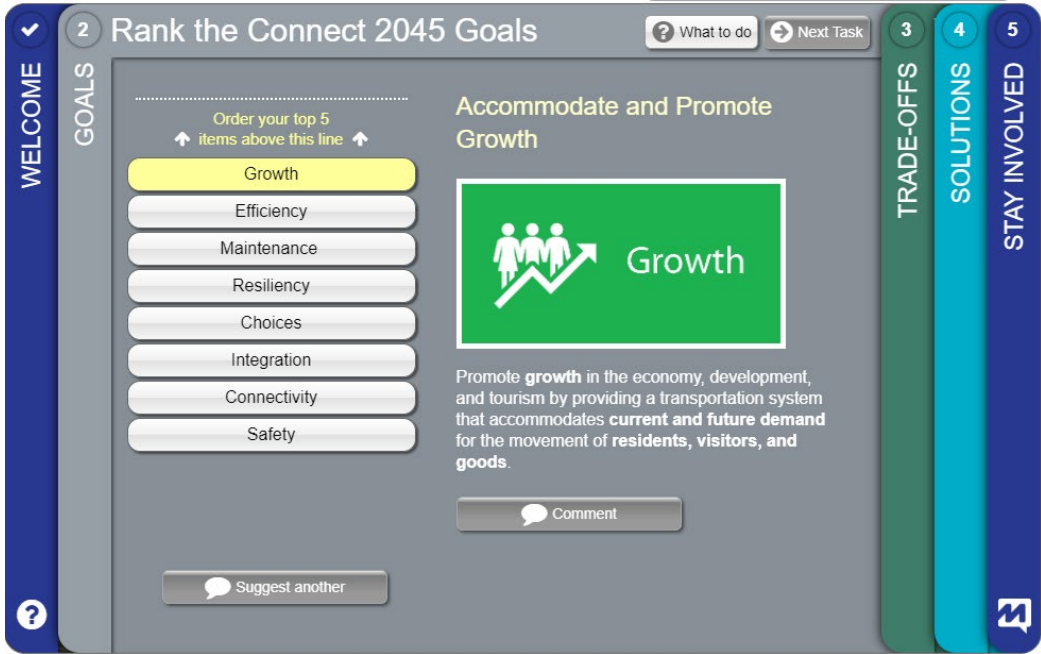 WELCOME
?
2
GOALS
Rank the Connect 2045 Goals
? What to do
Next Task
Order your top 5
items above this line
Growth
Efficiency
Maintenance
Resiliency
Choices
Integration
Connectivity
Safety
Suggest another
Accommodate and Promote
Growth
Growth
Promote growth in the economy, development,
and tourism by providing a transportation system
that accommodates current and future demand
for the movement of residents, visitors, and
goods.
Comment
3
TRADE-OFFS
4
SOLUTIONS
5
STAY INVOLVED